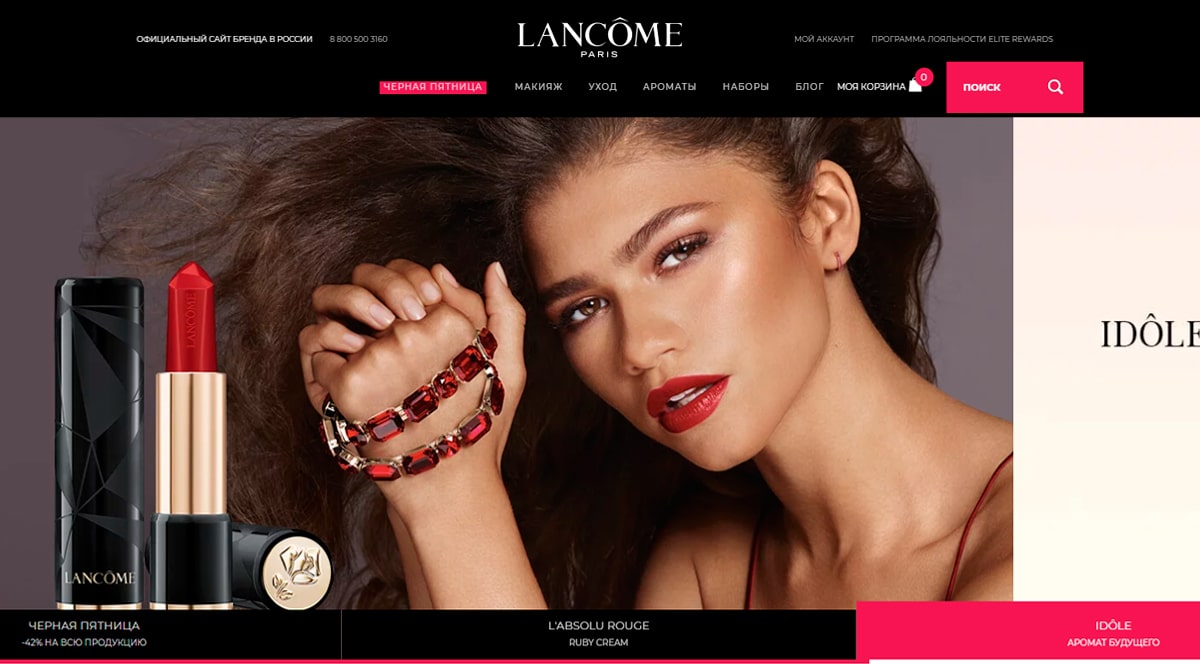 ОФИЦИАЛЬНЫЙ САЙТ БРЕНДА В РОССИИ 8 800 500 3160
LANCÔME
PARIS
МОЙ АККАУНТ ПРОГРАММА ЛОЯЛЬНОСТИ ELITE REWARDS
ЧЕРНАЯ ПЯТНИЦА МАКИЯЖ УХОД АРОМАТЫ НАБОРЫ БЛОГ МОЯ КОРЗИНА 0 ПОИСК
LANCÔME
LANCÔME
IDÔLE
ЧЕРНАЯ ПЯТНИЦА
-42% НА ВСЮ ПРОДУКЦИЮ
L'ABSOLU ROUGE
RUBY CREAM
IDÔLE
АРОМАТ БУДУЩЕГО